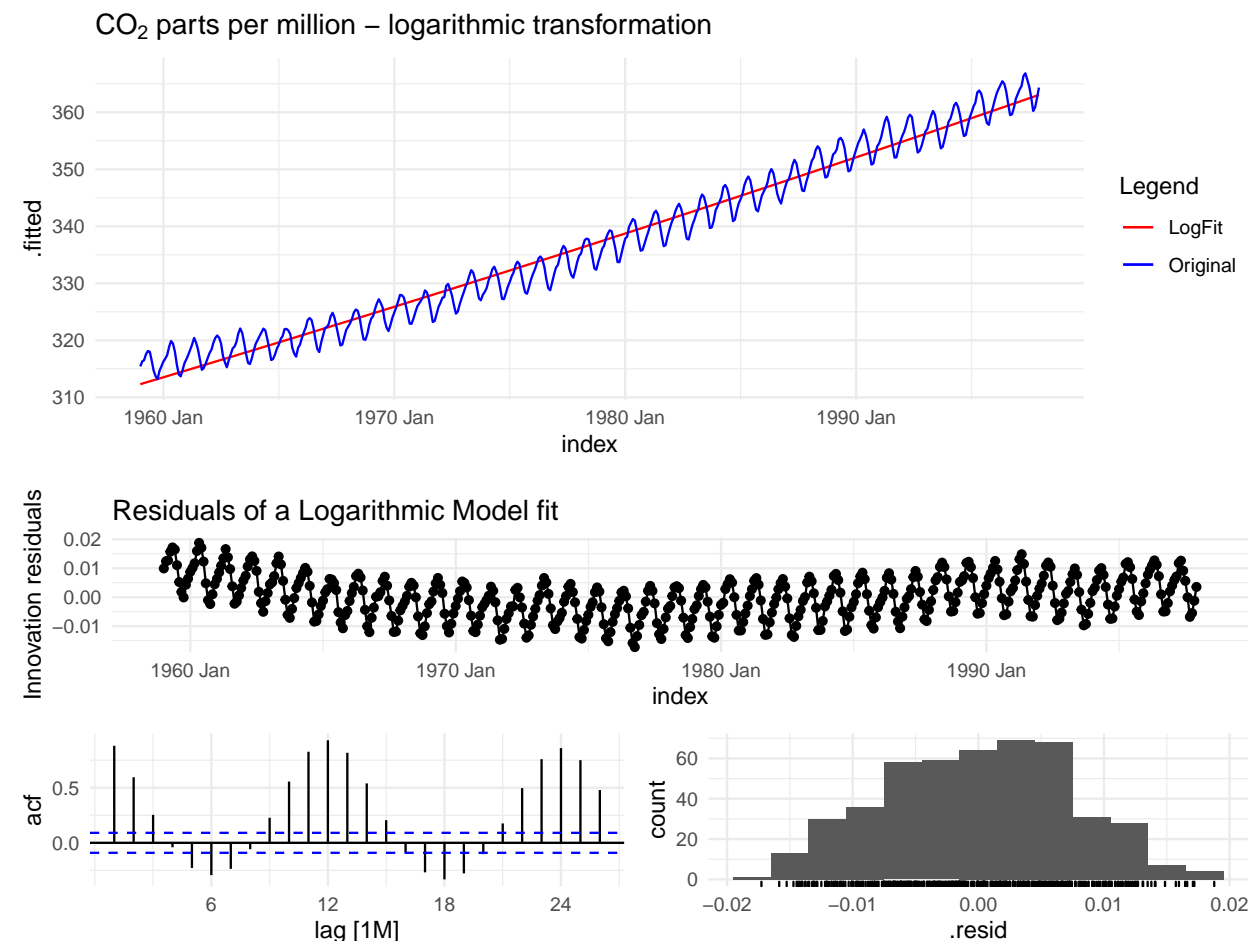 CO₂ parts per million − logarithmic transformation
.fitted
360
350
340
330
320
310
1960 Jan
1970 Jan
1980 Jan
1990 Jan
index
Legend
LogFit
Original
Residuals of a Logarithmic Model fit
Innovation residuals
0.02
0.01
0.00
−0.01
1960 Jan
1970 Jan
1980 Jan
1990 Jan
index
acf
0.5
0.0
6
12
18
24
lag [1M]
count
60
40
20
0
−0.02
−0.01
0.00
0.01
0.02
.resid